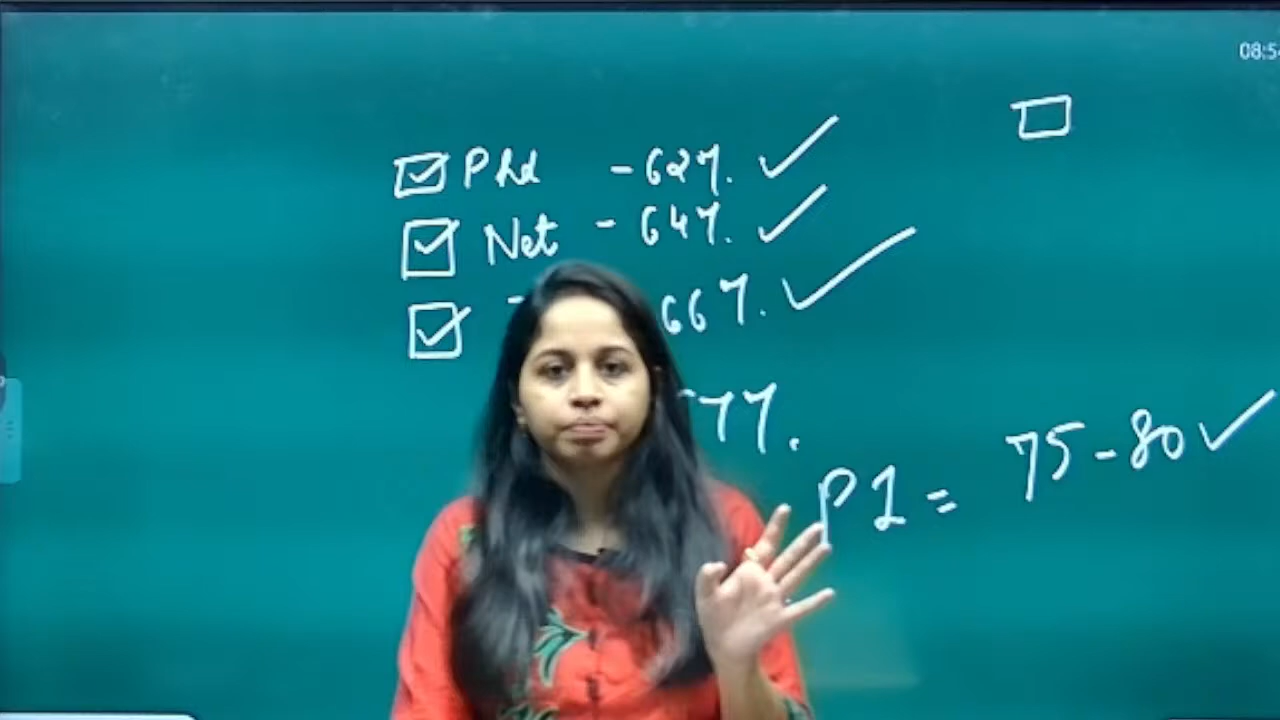 08:5
Phd - 62%. ✓
Net - 64%. ✓
66%. ✓
77.
P1 = 75-80 ✓